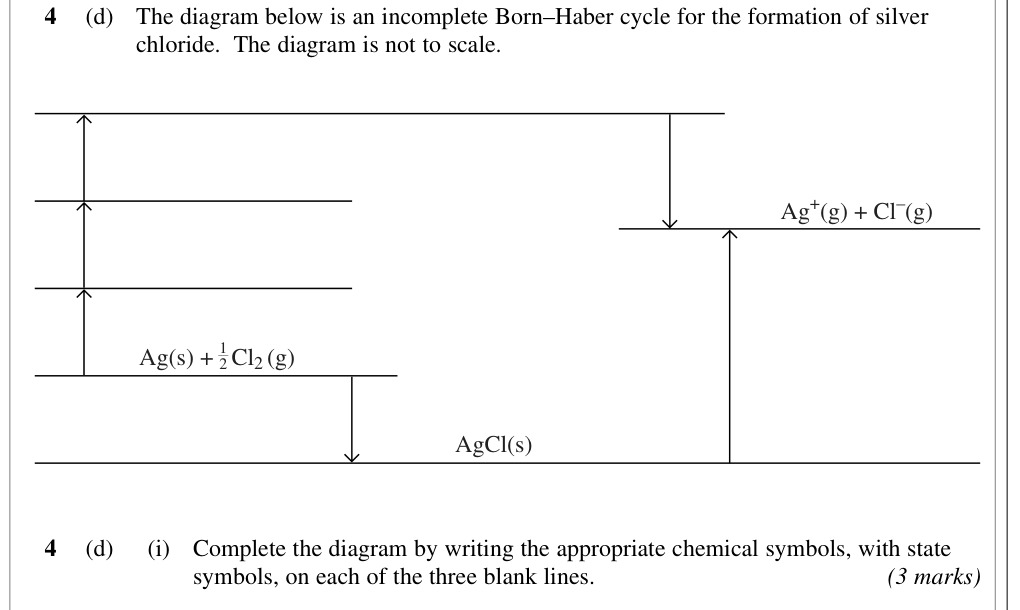 4 (d) The diagram below is an incomplete Born–Haber cycle for the formation of silver
chloride. The diagram is not to scale.
Ag⁺(g) + Cl⁻(g)
Ag(s) + ½Cl₂ (g)
AgCl(s)
4 (d) (i) Complete the diagram by writing the appropriate chemical symbols, with state
symbols, on each of the three blank lines.
(3 marks)